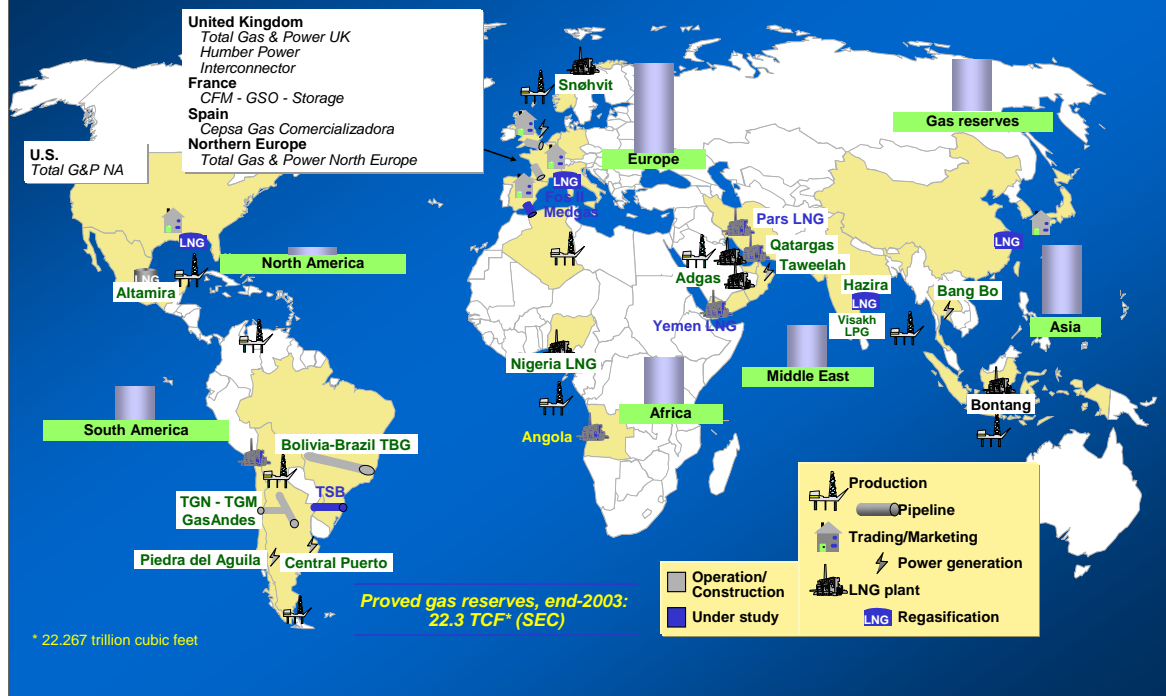 United Kingdom
Total Gas & Power UK
Humber Power
Interconnector
France
CFM - GSO - Storage
Spain
Cepsa Gas Comercializadora
Northern Europe
Total Gas & Power North Europe
U.S.
Total G&P NA
Snøhvit
Gas reserves
Europe
LNG
Fos II
Medgas
LNG
North America
LNG
Altamira
Pars LNG
Qatargas
Taweelah
Adgas
Hazira
LNG
Visakh
LPG
Bang Bo
LNG
Asia
Yemen LNG
Nigeria LNG
Middle East
Africa
Bontang
South America
Angola
Bolivia-Brazil TBG
TSB
TGN - TGM
GasAndes
Piedra del Aguila
Central Puerto
Production
Pipeline
Trading/Marketing
Power generation
LNG plant
LNG
Regasification
Operation/
Construction
Under study
Proved gas reserves, end-2003:
22.3 TCF* (SEC)
* 22.267 trillion cubic feet